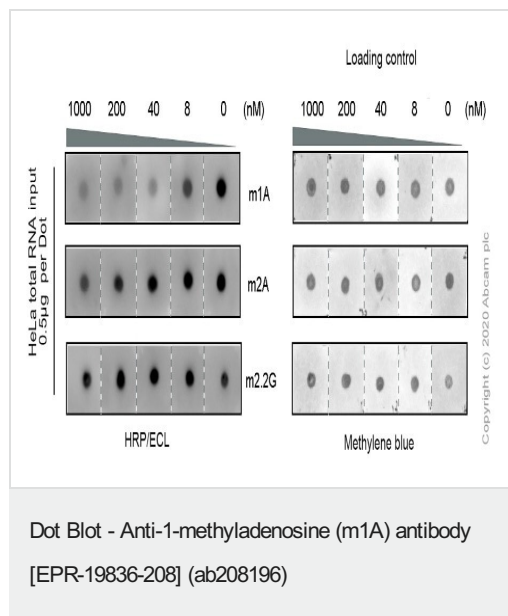 Loading control
1000 200 40 8 0 (nM)
1000 200 40 8 0 (nM)
HeLa total RNA input
0.5µg per Dot
m1A
m2A
m2.2G
HRP/ECL
Methylene blue
Copyright (c) 2020 Abcam plc
Dot Blot - Anti-1-methyladenosine (m1A) antibody
[EPR-19836-208] (ab208196)